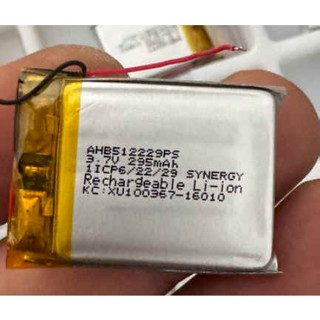 AHB512229PS
3.7V 295mAh
1ICP6/22/29 SYNERGY
Rechargeable Li-ion
KC:XU100367-16010